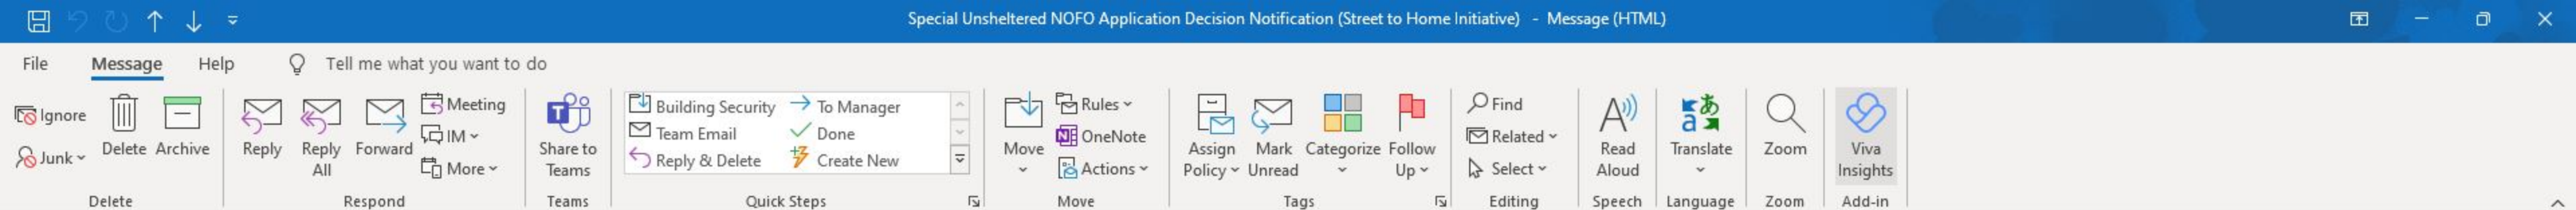 Special Unsheltered NOFO Application Decision Notification (Street to Home Initiative) - Message (HTML)
File Message Help Tell me what you want to do
Ignore
Junk
Delete
Archive
Delete
Reply
Reply All
Forward
Meeting
IM
More
Respond
Share to Teams
Teams
Building Security To Manager
Team Email Done
Reply & Delete Create New
Quick Steps
Move
Rules
OneNote
Actions
Move
Assign Policy
Mark Unread
Categorize
Follow Up
Tags
Find
Related
Select
Editing
Read Aloud
Speech
Translate
Language
Zoom
Zoom
Viva Insights
Add-in